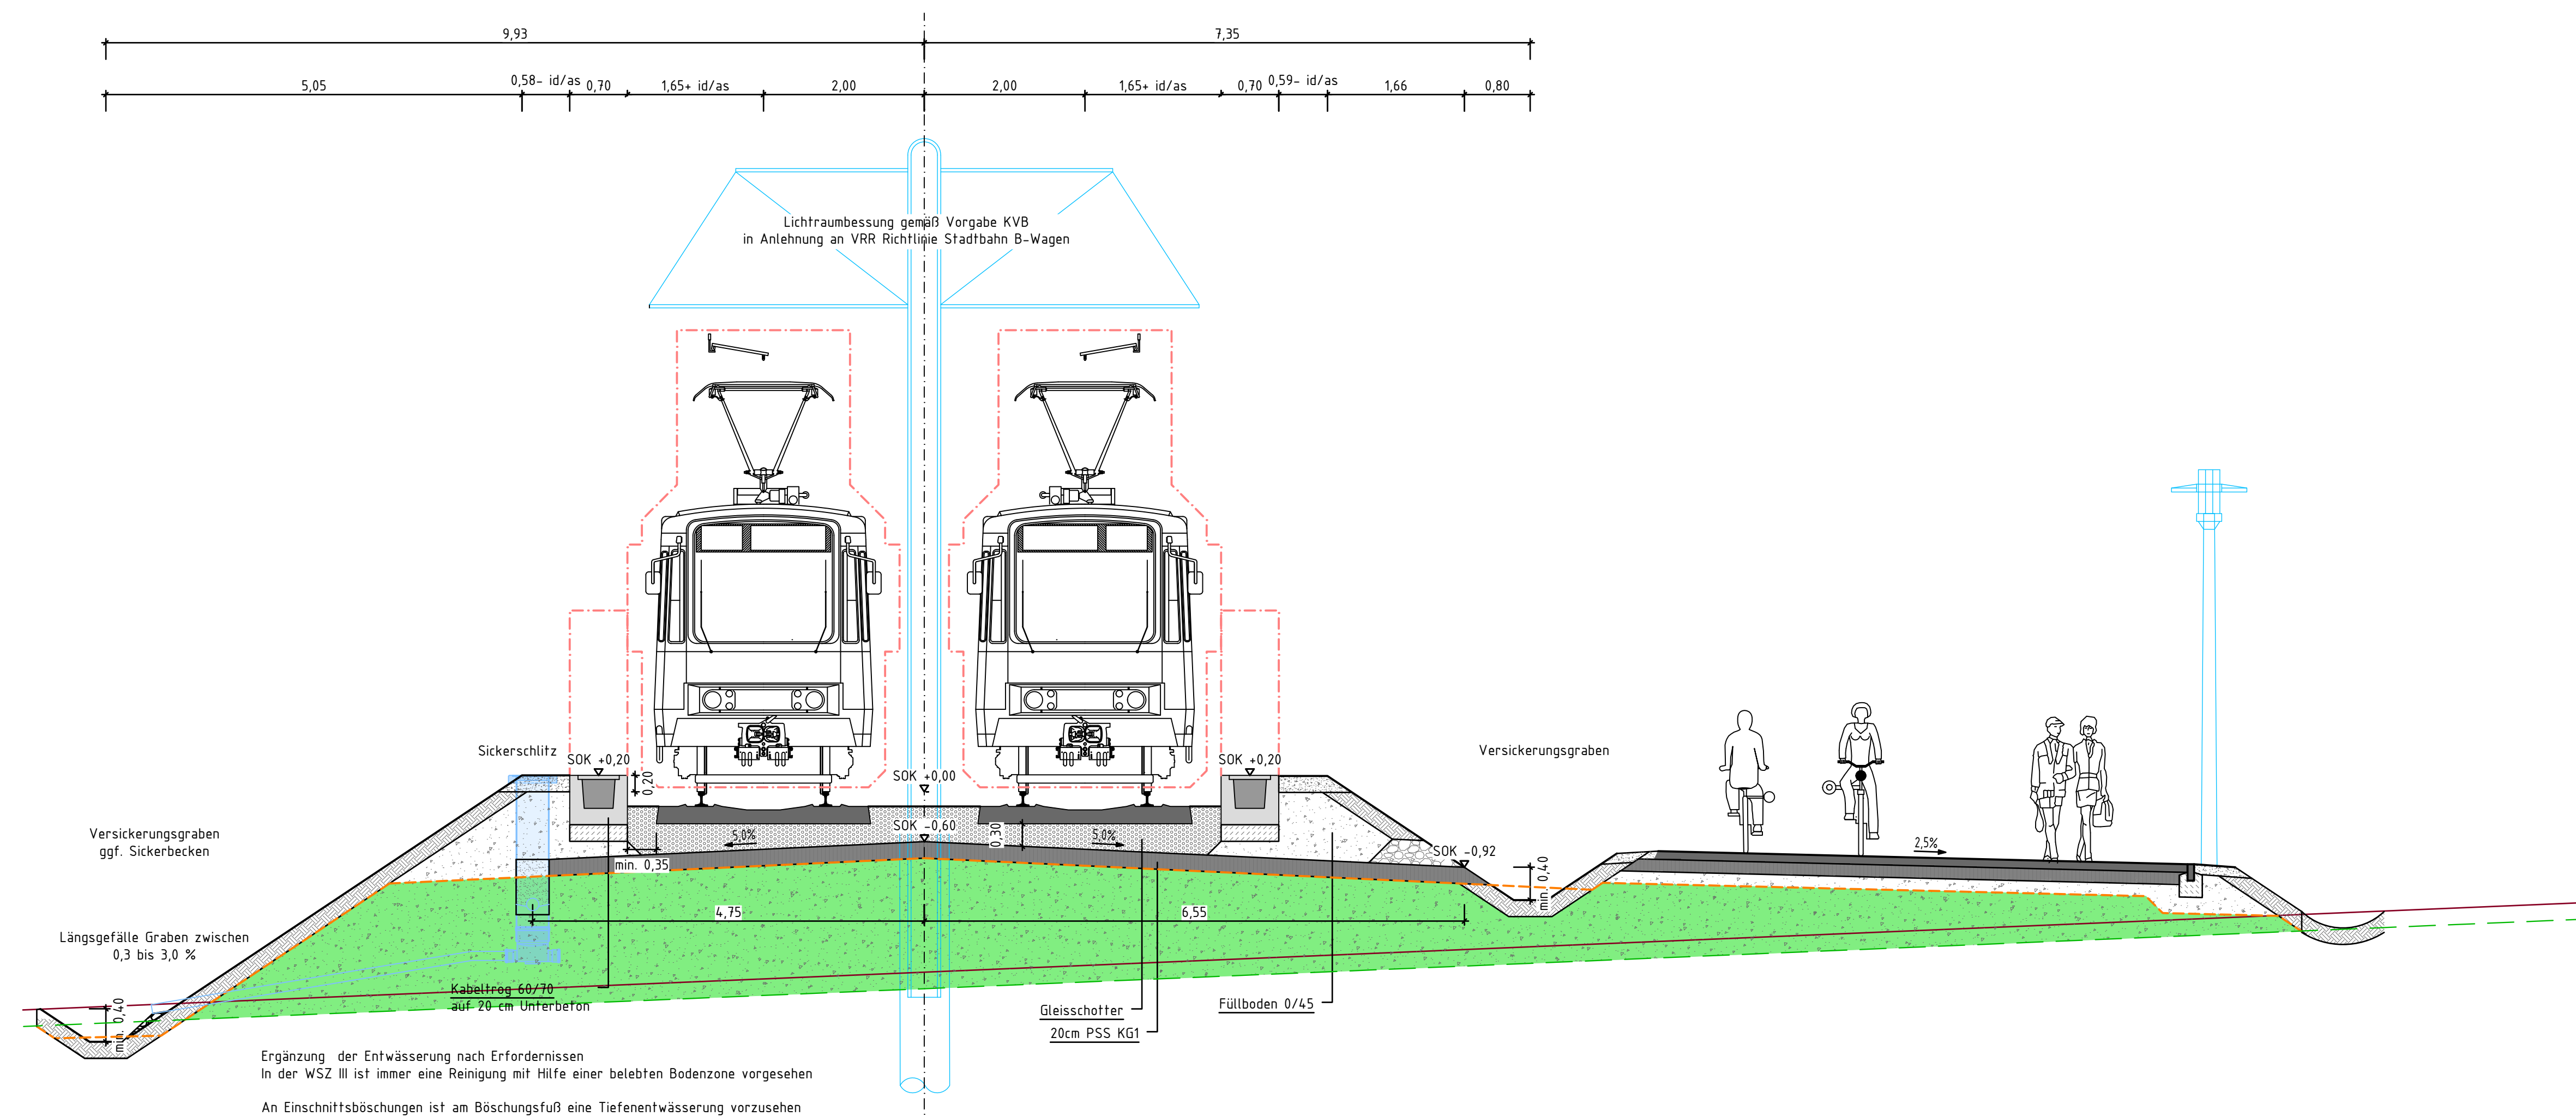 9,93
7,35
5,05
0,58- id/as
0,70
1,65+ id/as
2,00
2,00
1,65+ id/as
0,70
0,59- id/as
1,66
0,80
Lichtraumbessung gemäß Vorgabe KVB
in Anlehnung an VRR Richtlinie Stadtbahn B-Wagen
Sickerschlitz
SOK +0,20
0,20
SOK +0,00
SOK +0,20
Versickerungsgraben
Versickerungsgraben
ggf. Sickerbecken
5,0%
SOK -0,60
0,30
5,0%
min. 0,35
SOK -0,92
min. 0,40
2,5%
4,75
6,55
Längsgefälle Graben zwischen
0,3 bis 3,0 %
min. 0,40
Kabeltrog 60/70
auf 20 cm Unterbeton
Gleisschotter
20cm PSS KG1
Füllboden 0/45
Ergänzung der Entwässerung nach Erfordernissen
In der WSZ III ist immer eine Reinigung mit Hilfe einer belebten Bodenzone vorgesehen
An Einschnittsböschungen ist am Böschungsfuß eine Tiefenentwässerung vorzusehen